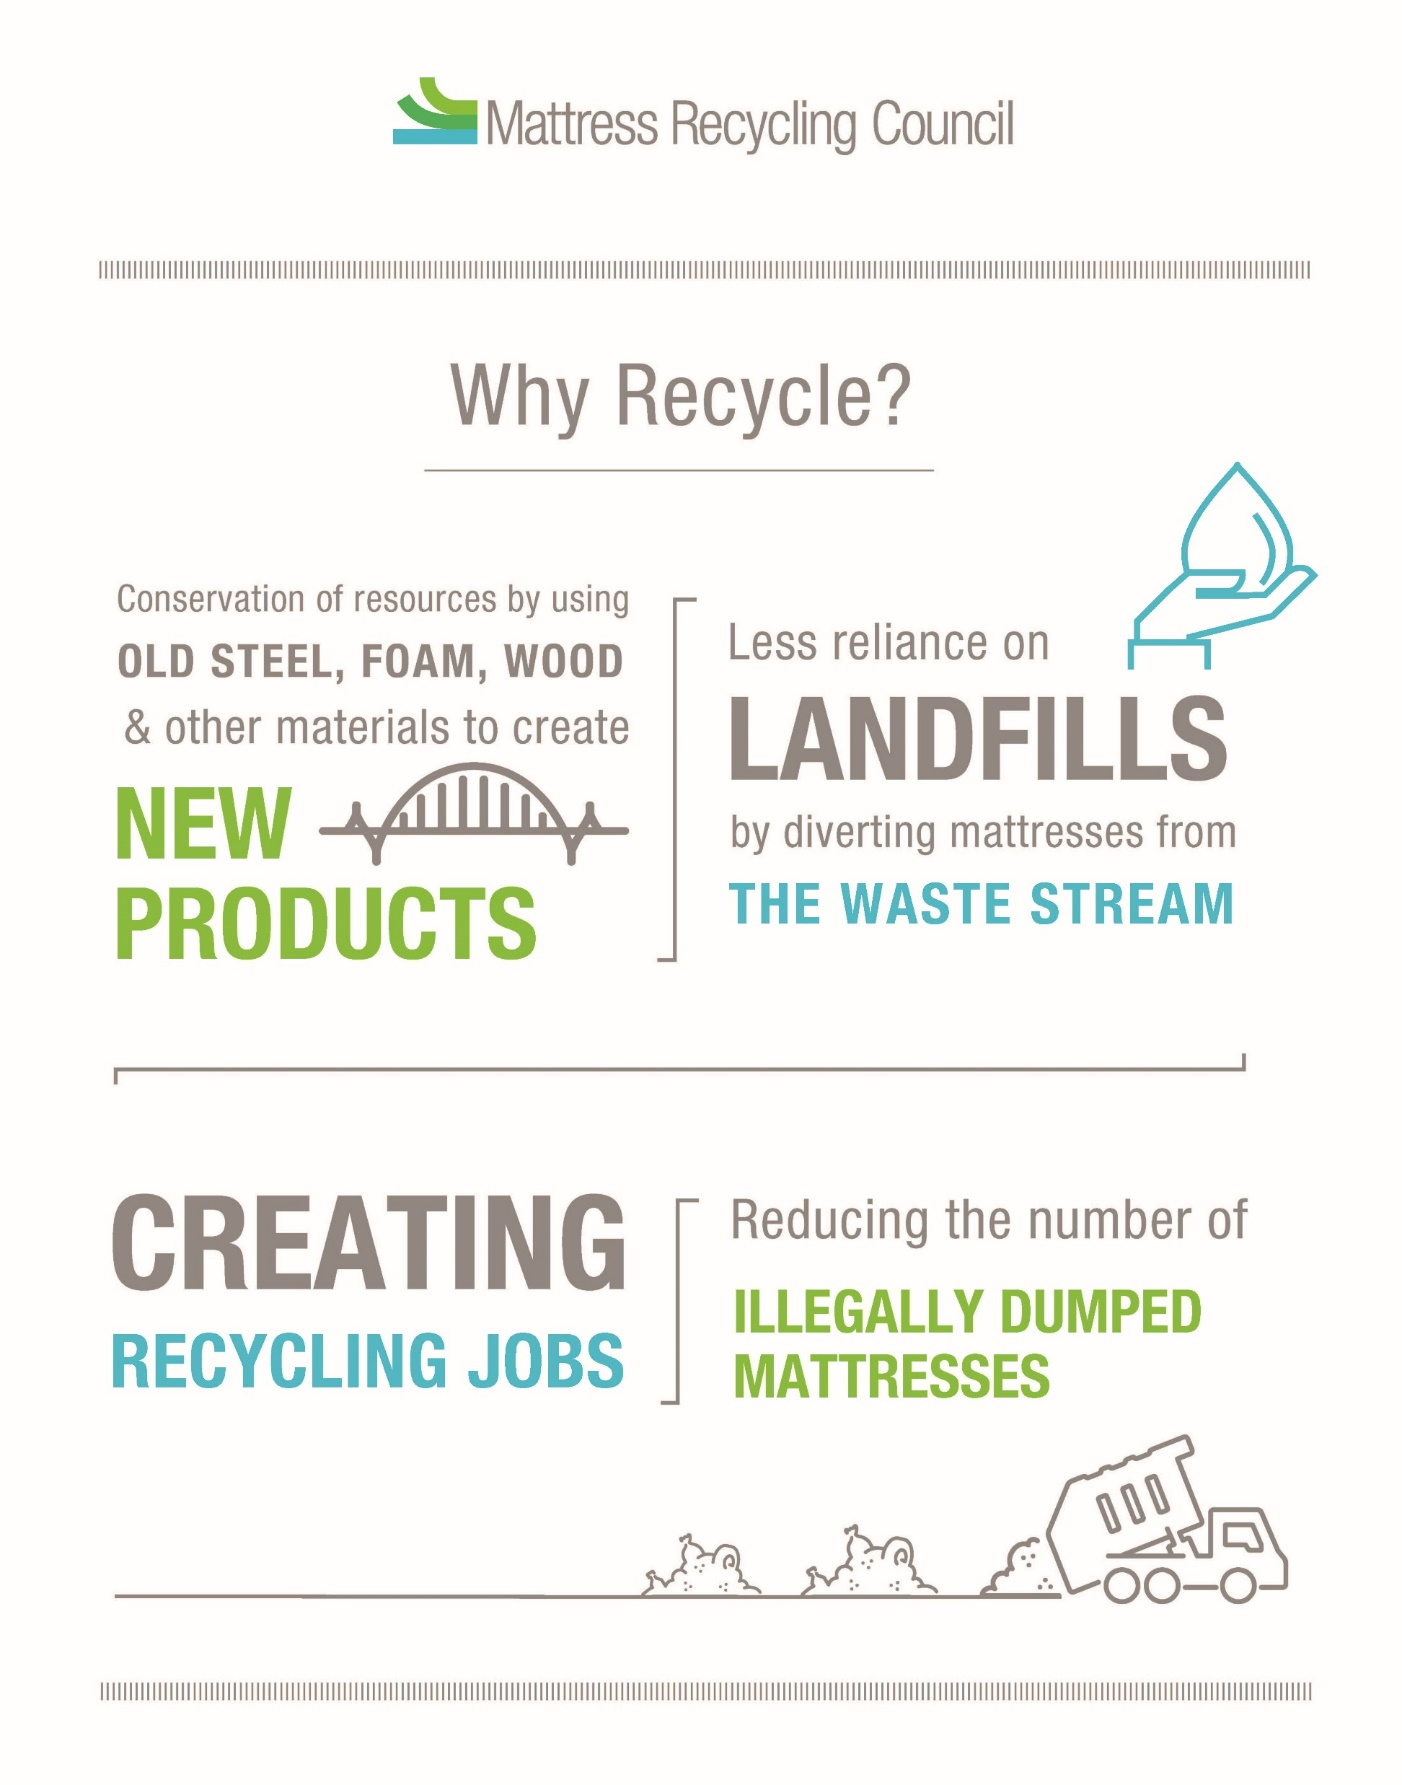 Mattress Recycling Council
Why Recycle?
Conservation of resources by using
OLD STEEL, FOAM, WOOD
& other materials to create
NEW
PRODUCTS
Less reliance on
LANDFILLS
by diverting mattresses from
THE WASTE STREAM
CREATING
RECYCLING JOBS
Reducing the number of
ILLEGALLY DUMPED
MATTRESSES